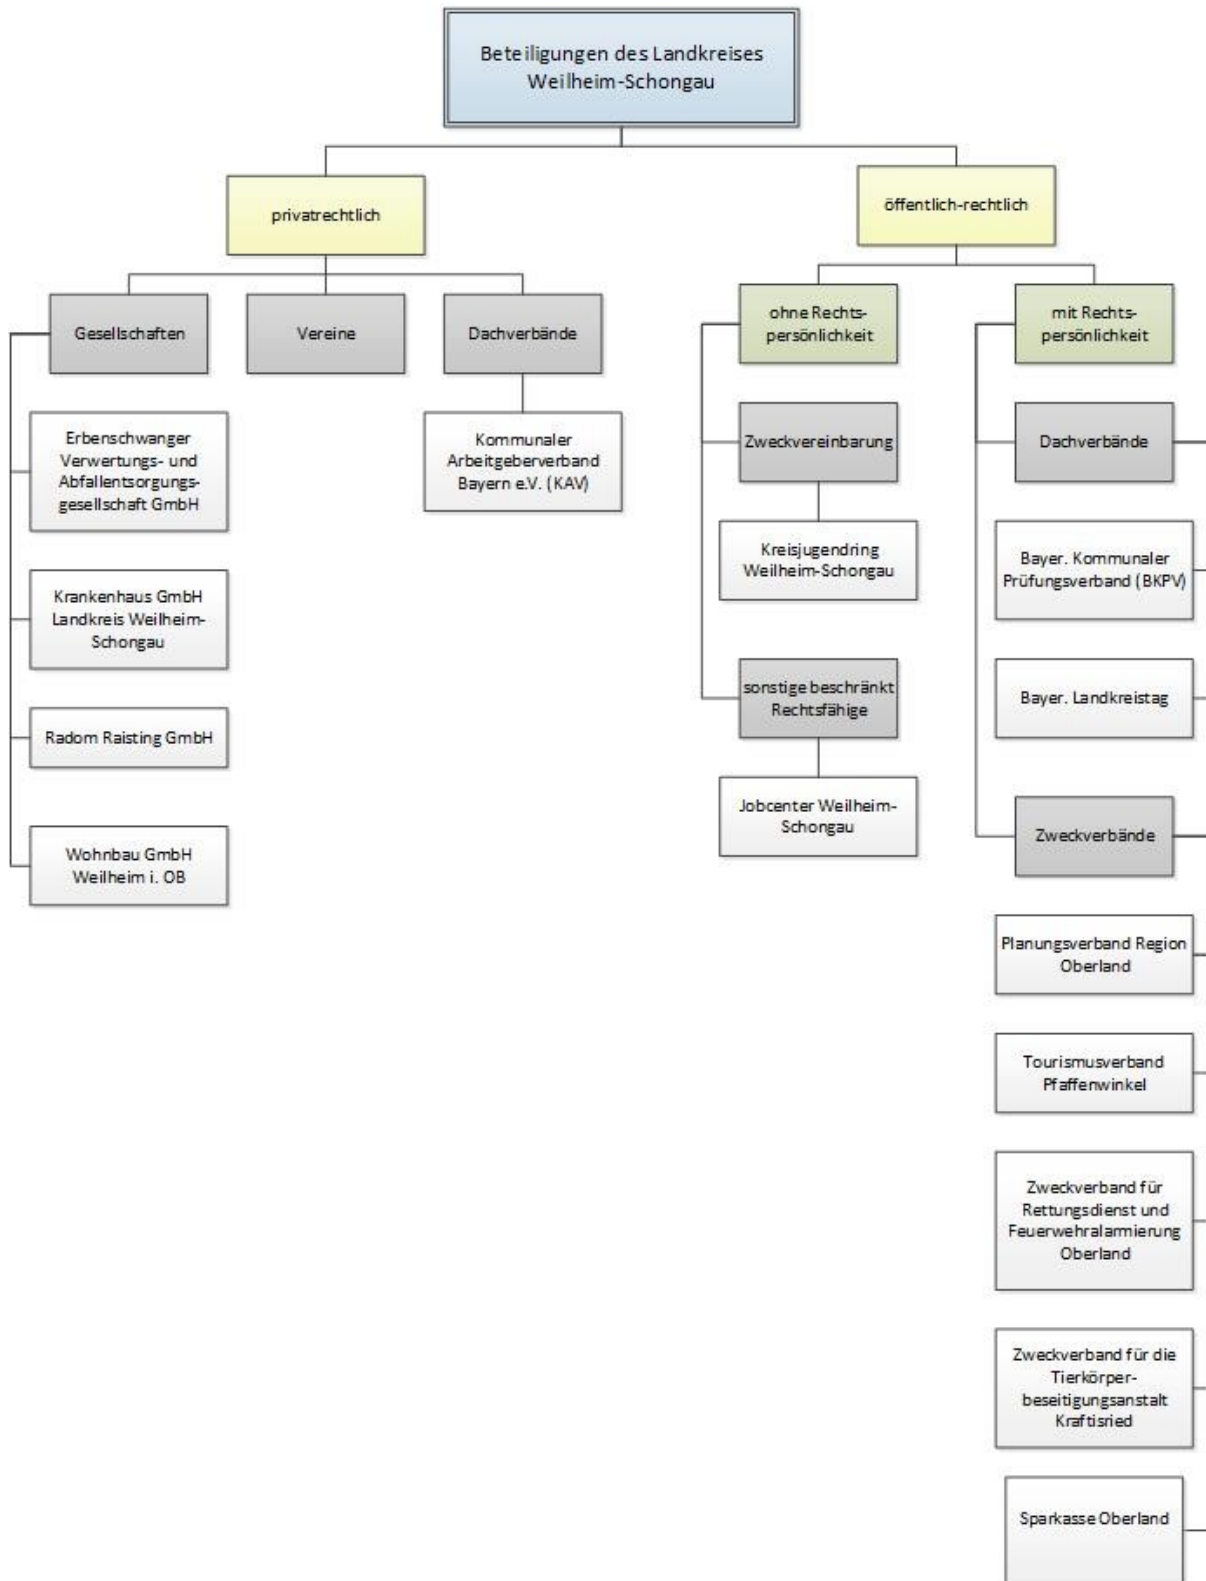 Beteiligungen des Landkreises
Weilheim-Schongau
privatrechtlich
öffentlich-rechtlich
Gesellschaften
Vereine
Dachverbände
ohne Rechts-
persönlichkeit
mit Rechts-
persönlichkeit
Erbenschwanger
Verwertungs- und
Abfallentsorgungs-
gesellschaft GmbH
Krankenhaus GmbH
Landkreis Weilheim-
Schongau
Radom Raisting GmbH
Wohnbau GmbH
Weilheim i. OB
Kommunaler
Arbeitgeberverband
Bayern e.V. (KAV)
Zweckvereinbarung
Kreisjugendring
Weilheim-Schongau
sonstige beschränkt
Rechtsfähige
Jobcenter Weilheim-
Schongau
Dachverbände
Bayer. Kommunaler
Prüfungsverband (BKPV)
Bayer. Landkreistag
Zweckverbände
Planungsverband Region
Oberland
Tourismusverband
Pfaffenwinkel
Zweckverband für
Rettungsdienst und
Feuerwehralarmierung
Oberland
Zweckverband für die
Tierkörper-
beseitigungsanstalt
Kraftisried
Sparkasse Oberland